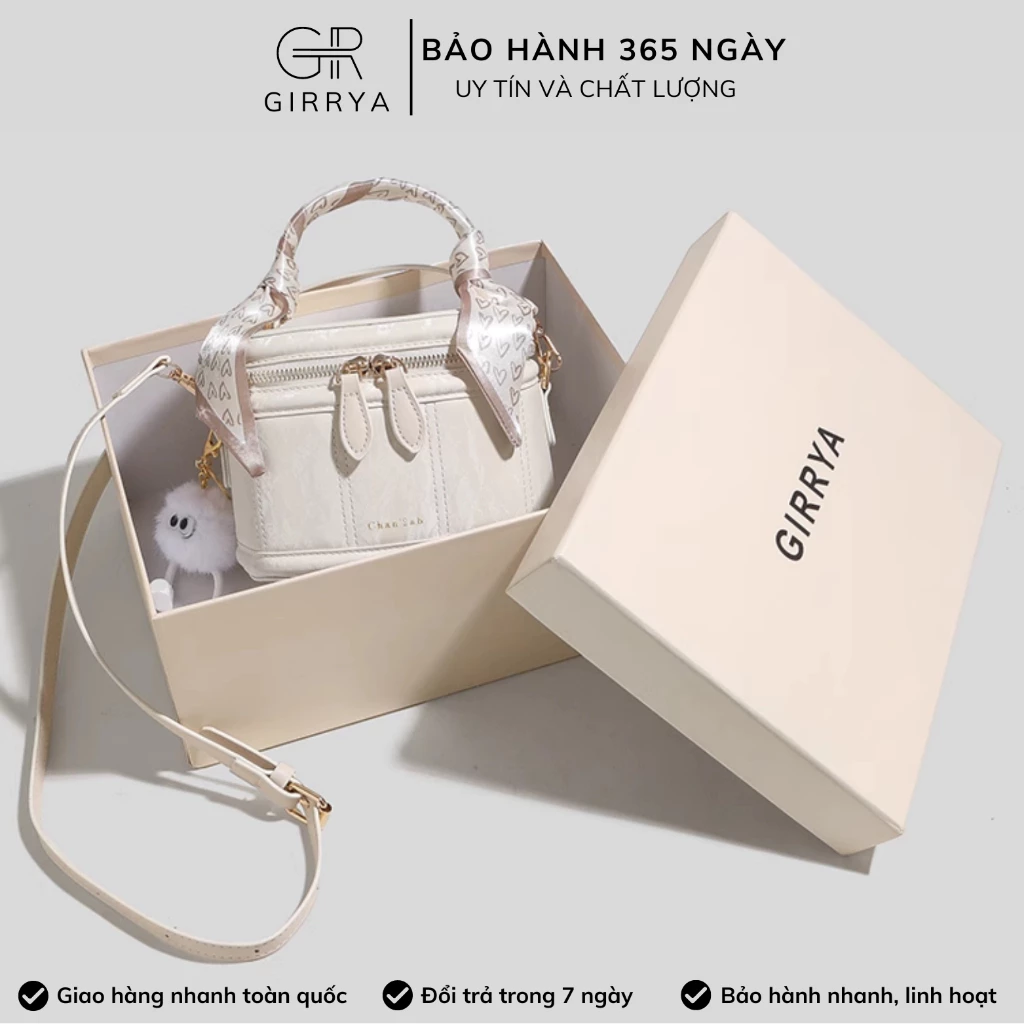 GR
GIRRYA
BẢO HÀNH 365 NGÀY
UY TÍN VÀ CHẤT LƯỢNG
GIRRYA
Giao hàng nhanh toàn quốc
Đổi trả trong 7 ngày
Bảo hành nhanh, linh hoạt